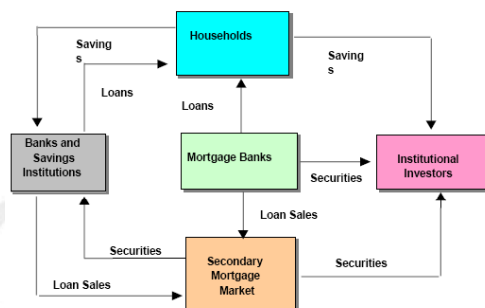 Saving
s
Households
Saving
s
Loans
Loans
Banks and
Savings
Institutions
Mortgage Banks
Institutional
Investors
Securities
Loan Sales
Securities
Secondary
Mortgage
Market
Securities
Loan Sales